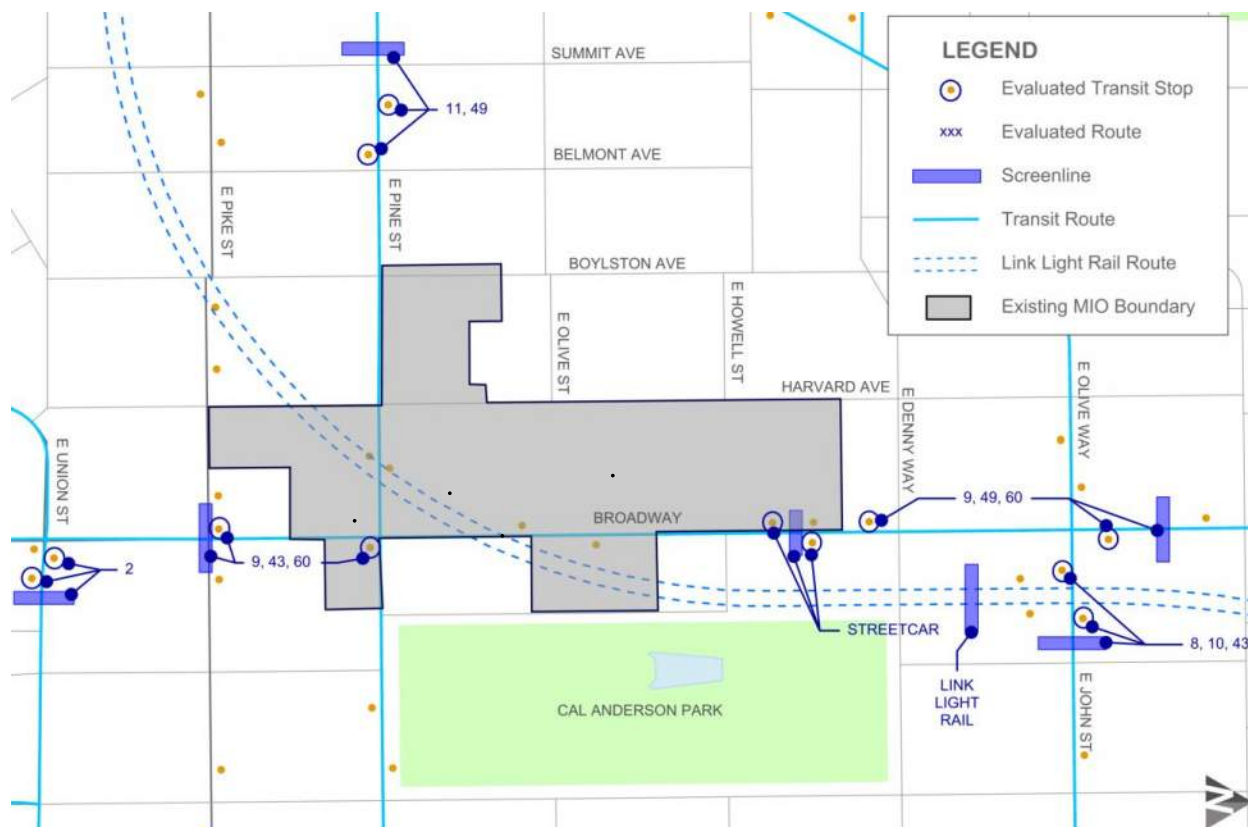 SUMMIT AVE
11, 49
BELMONT AVE
E PIKE ST
E PINE ST
BOYLSTON AVE
E OLIVE ST
E HOWELL ST
HARVARD AVE
E DENNY WAY
E OLIVE WAY
E UNION ST
BROADWAY
9, 49, 60
9, 43, 60
2
STREETCAR
8, 10, 43
LINK
LIGHT
RAIL
CAL ANDERSON PARK
E JOHN ST
N
LEGEND
Evaluated Transit Stop
xxx
Evaluated Route
Screenline
Transit Route
Link Light Rail Route
Existing MIO Boundary